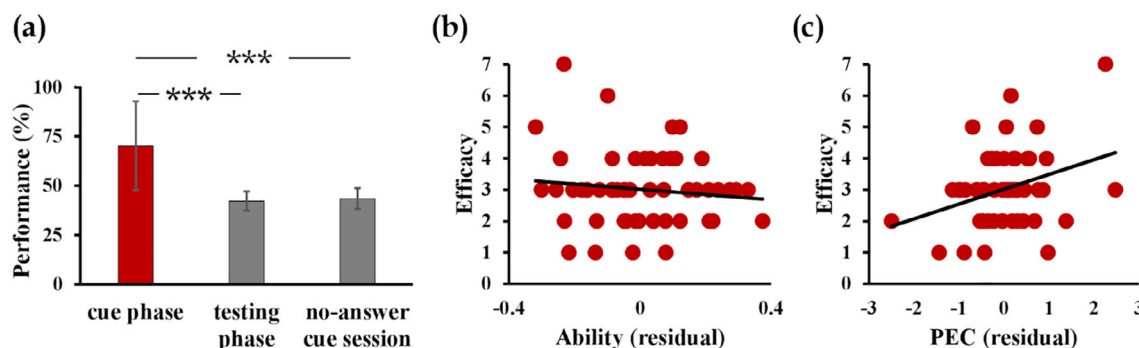 (a)
***
***
Performance (%)
100
75
50
25
0
cue phase
testing
phase
no-answer
cue session
(b)
Efficacy
7
6
5
4
3
2
1
0
-0.4
0
0.4
Ability (residual)
(c)
Efficacy
7
6
5
4
3
2
1
0
-3
-2
-1
0
1
2
3
PEC (residual)